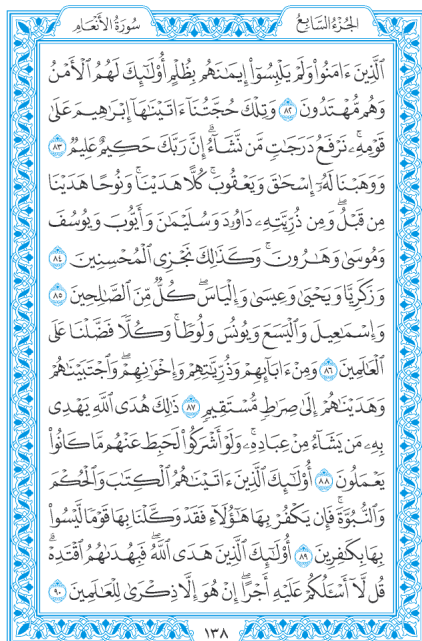 الجزء السابع
سورة الأنعام
ٱلَّذِينَ ءَامَنُوا۟ وَلَمْ يَلْبِسُوٓا۟ إِيمَـٰنَهُم بِظُلْمٍ أُو۟لَـٰٓئِكَ لَهُمُ ٱلْأَمْنُ
وَهُم مُّهْتَدُونَ ٨٢ وَتِلْكَ حُجَّتُنَآ ءَاتَيْنَـٰهَآ إِبْرَٰهِيمَ عَلَىٰ
قَوْمِهِۦۚ نَرْفَعُ دَرَجَـٰتٍ مَّن نَّشَآءُۗ إِنَّ رَبَّكَ حَكِيمٌ عَلِيمٌ ٨٣
وَوَهَبْنَا لَهُۥٓ إِسْحَـٰقَ وَيَعْقُوبَۚ كُلًّا هَدَيْنَاۚ وَنُوحًا هَدَيْنَا
مِن قَبْلُۖ وَمِن ذُرِّيَّتِهِۦ دَاوُۥدَ وَسُلَيْمَـٰنَ وَأَيُّوبَ وَيُوسُفَ
وَمُوسَىٰ وَهَـٰرُونَۚ وَكَذَٰلِكَ نَجْزِى ٱلْمُحْسِنِينَ ٨٤
وَزَكَرِيَّا وَيَحْيَىٰ وَعِيسَىٰ وَإِلْيَاسَۖ كُلٌّ مِّنَ ٱلصَّـٰلِحِينَ ٨٥
وَإِسْمَـٰعِيلَ وَٱلْيَسَعَ وَيُونُسَ وَلُوطًاۚ وَكُلًّا فَضَّلْنَا عَلَى
ٱلْعَـٰلَمِينَ ٨٦ وَمِنْ ءَابَآئِهِمْ وَذُرِّيَّـٰتِهِمْ وَإِخْوَٰنِهِمْۖ وَٱجْتَبَيْنَـٰهُمْ
وَهَدَيْنَـٰهُمْ إِلَىٰ صِرَٰطٍ مُّسْتَقِيمٍ ٨٧ ذَٰلِكَ هُدَى ٱللَّهِ يَهْدِى
بِهِۦ مَن يَشَآءُ مِنْ عِبَادِهِۦۚ وَلَوْ أَشْرَكُوا۟ لَحَبِطَ عَنْهُم مَّا كَانُوا۟
يَعْمَلُونَ ٨٨ أُو۟لَـٰٓئِكَ ٱلَّذِينَ ءَاتَيْنَـٰهُمُ ٱلْكِتَـٰبَ وَٱلْحُكْمَ
وَٱلنُّبُوَّةَۚ فَإِن يَكْفُرْ بِهَا هَـٰٓؤُلَآءِ فَقَدْ وَكَّلْنَا بِهَا قَوْمًا لَّيْسُوا۟
بِهَا بِكَـٰفِرِينَ ٨٩ أُو۟لَـٰٓئِكَ ٱلَّذِينَ هَدَى ٱللَّهُۖ فَبِهُدَىٰهُمُ ٱقْتَدِهْۗ
قُل لَّآ أَسْـَٔلُكُمْ عَلَيْهِ أَجْرًاۖ إِنْ هُوَ إِلَّا ذِكْرَىٰ لِلْعَـٰلَمِينَ ٩٠
١٣٨